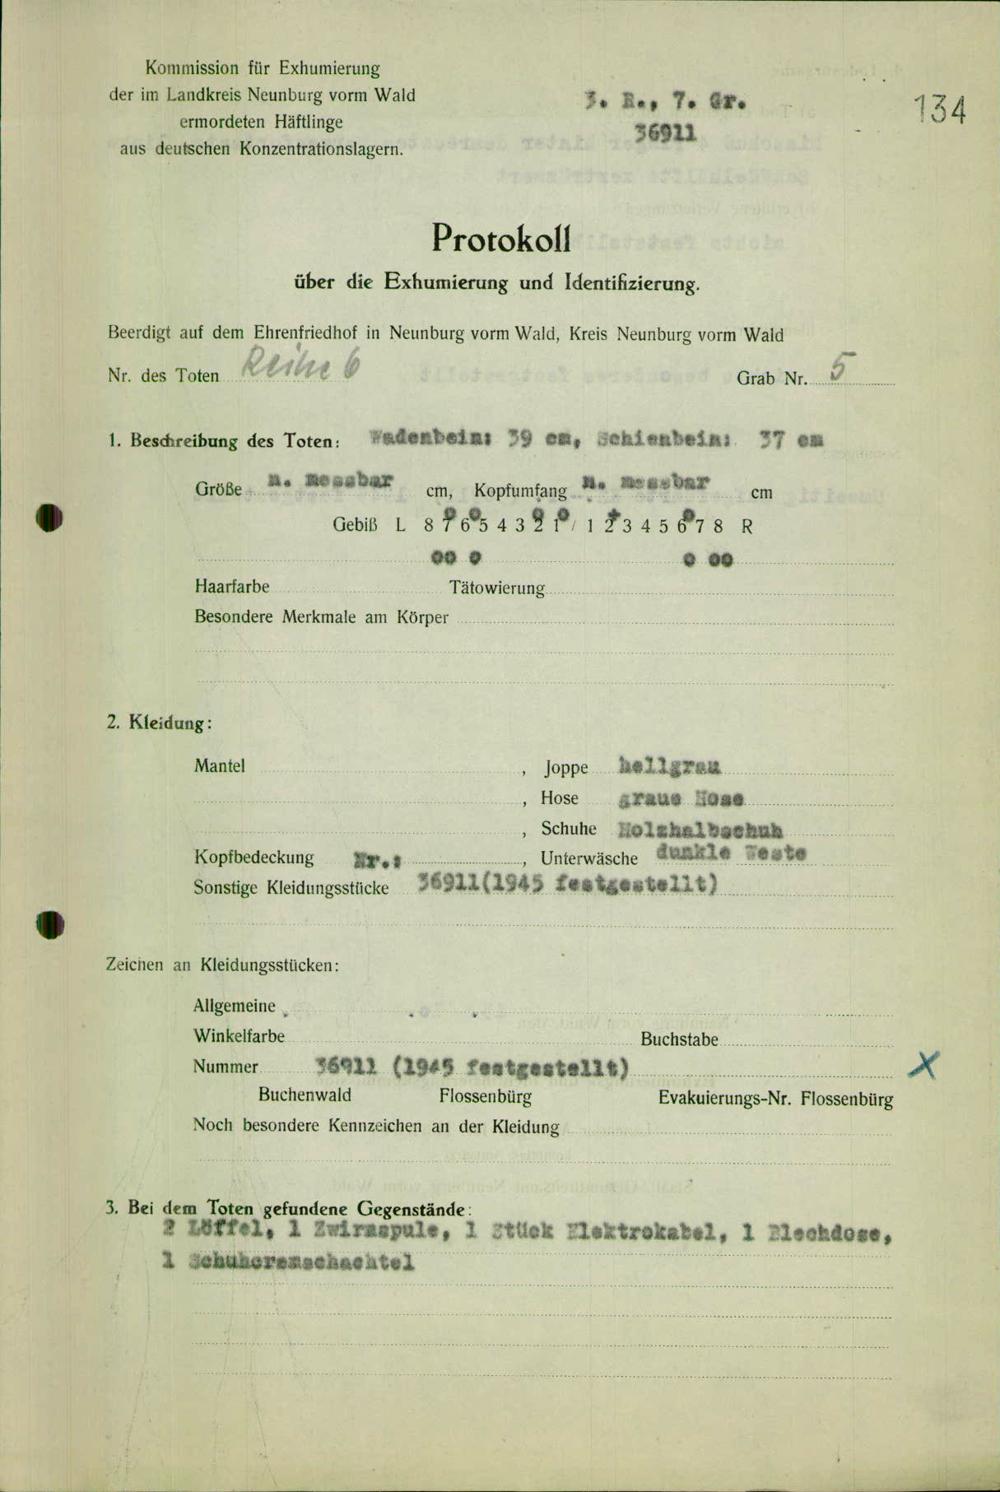 Kommission für Exhumierung
der im Landkreis Neunburg vorm Wald
ermordeten Häftlinge
aus deutschen Konzentrationslagern.
3. R., 7. Gr.
36911
134
Protokoll
über die Exhumierung und Identifizierung.
Beerdigt auf dem Ehrenfriedhof in Neunburg vorm Wald, Kreis Neunburg vorm Wald
Nr. des Toten Reihe 6 Grab Nr. 5
1. Beschreibung des Toten: Wadenbein: 39 cm, Schienbein: 37 cm
Größe n. messbar cm, Kopfumfang n. messbar cm
Gebiß L 8 7 6 5 4 3 2 1 / 1 2 3 4 5 6 7 8 R
oo o o oo
Haarfarbe Tätowierung
Besondere Merkmale am Körper
2. Kleidung:
Mantel , Joppe hellgrau
, Hose graue Hose
, Schuhe Holzhalbschuh
Kopfbedeckung Nr.: , Unterwäsche dunkle Weste
Sonstige Kleidungsstücke 36911(1945 festgestellt)
Zeichen an Kleidungsstücken:
Allgemeine
Winkelfarbe Buchstabe
Nummer 36911 (1945 festgestellt) X
Buchenwald Flossenbürg Evakuierungs-Nr. Flossenbürg
Noch besondere Kennzeichen an der Kleidung
3. Bei dem Toten gefundene Gegenstände:
2 Löffel, 1 Zwirnspule, 1 Stück Elektrokabel, 1 Blechdose,
1 Schuhcremschachtel